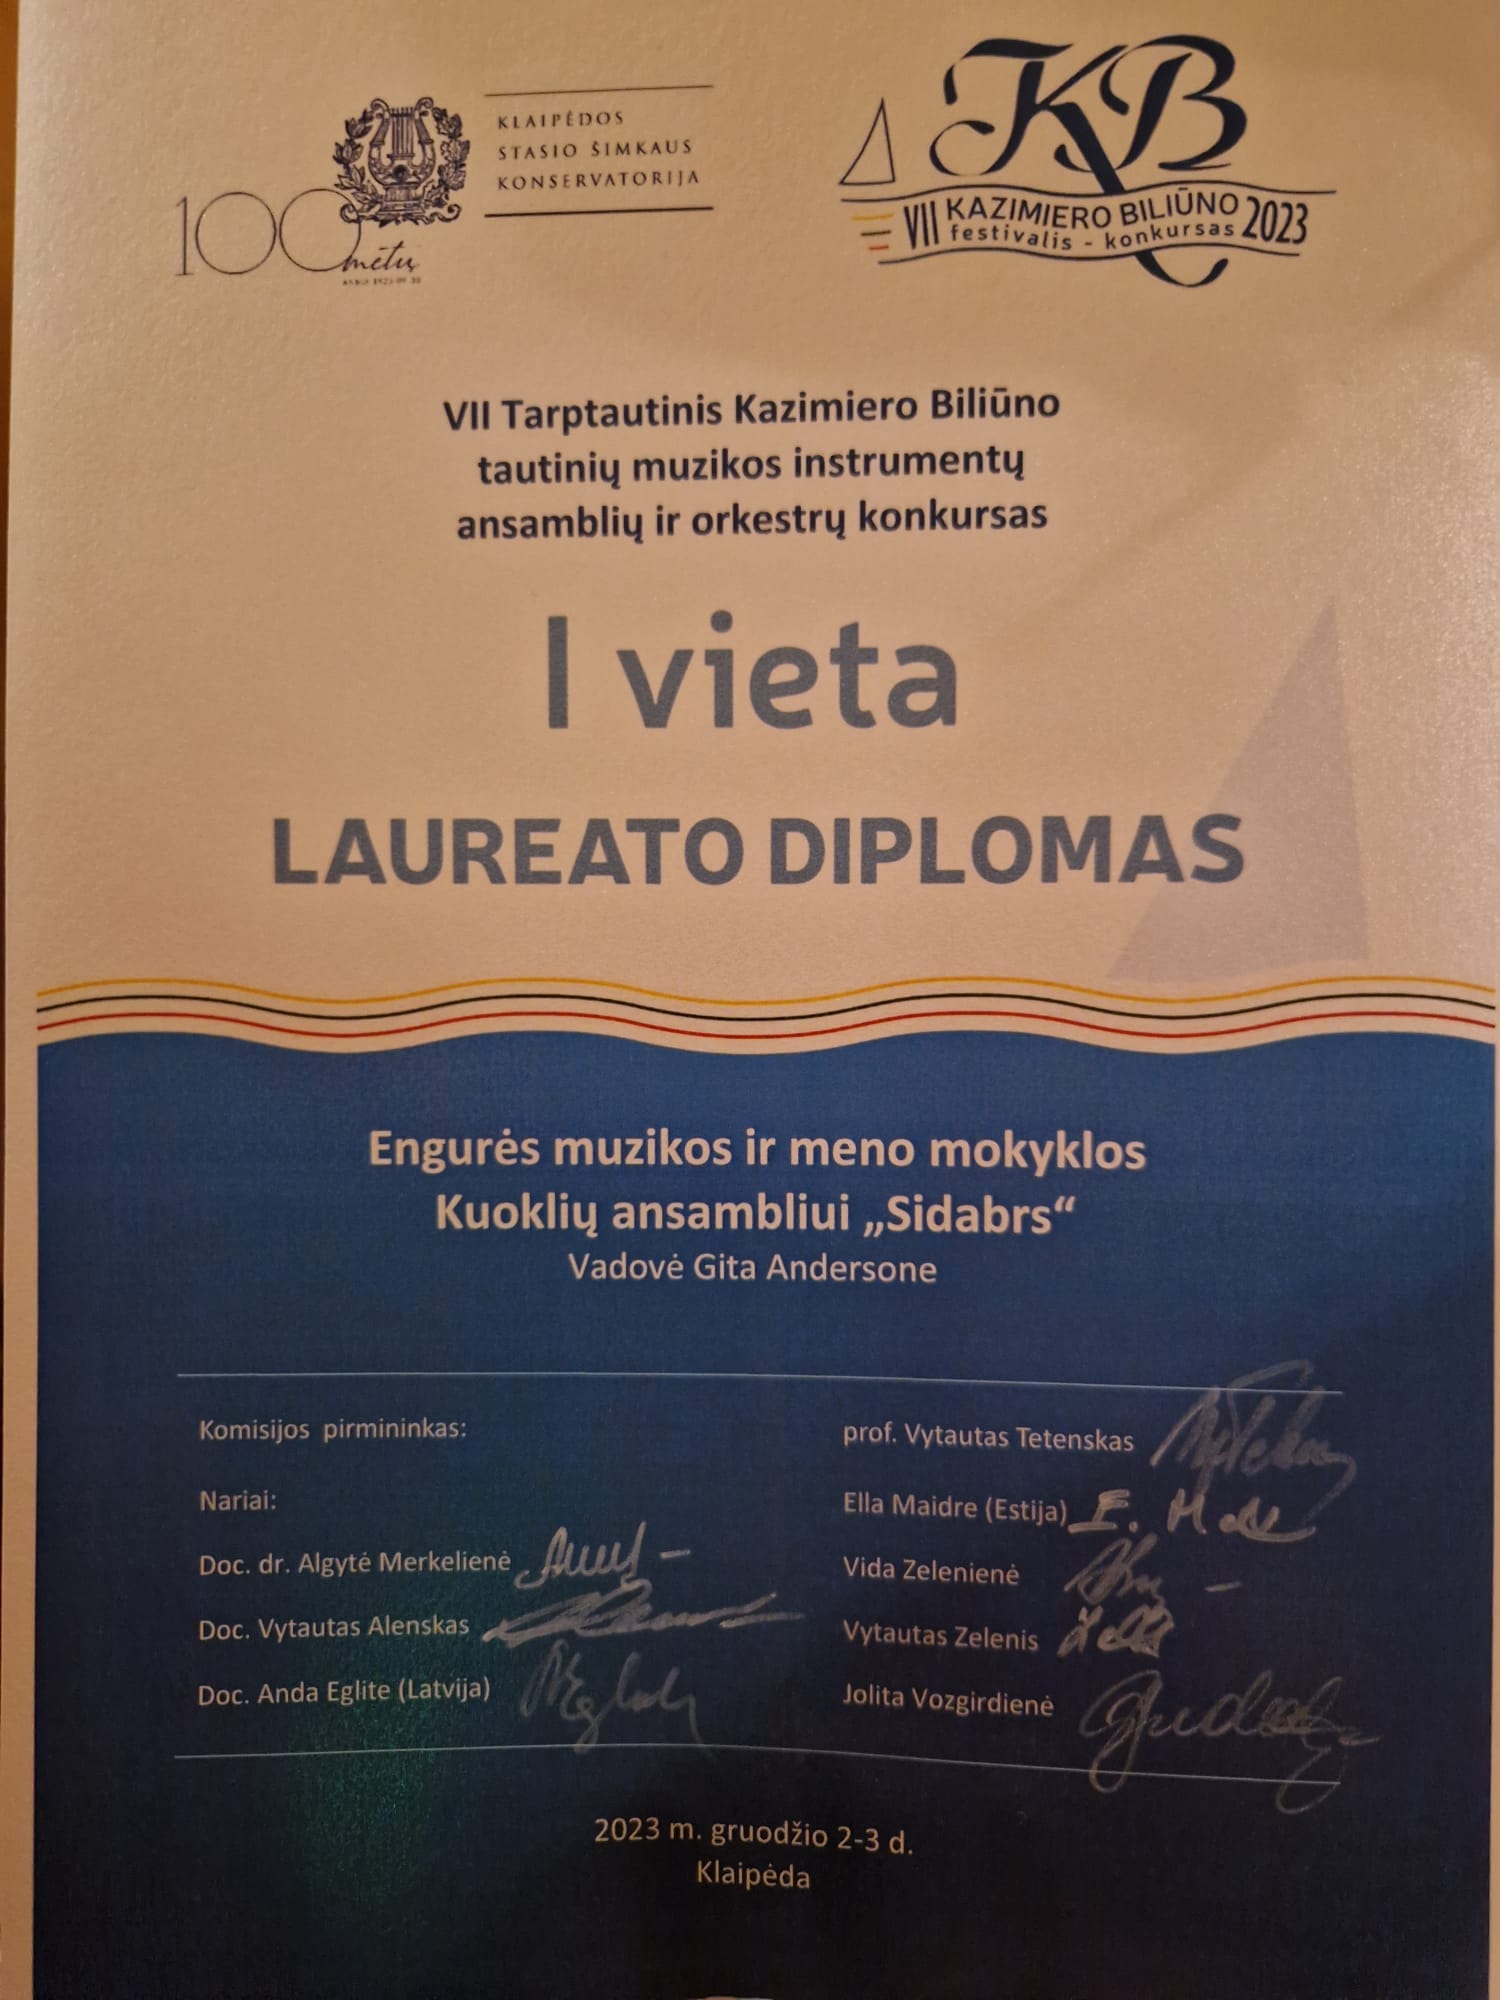 KLAIPĖDOS
STASIO ŠIMKAUS
KONSERVATORIJA
100
metų
KB
VII KAZIMIERO BILIŪNO 2023
festivalis - konkursas
VII Tarptautinis Kazimiero Biliūno
tautinių muzikos instrumentų
ansamblių ir orkestrų konkursas
I vieta
LAUREATO DIPLOMAS
Engurės muzikos ir meno mokyklos
Kuoklių ansambliui „Sidabrs“
Vadovė Gita Andersone
Komisijos pirmininkas:
prof. Vytautas Tetenskas
Nariai:
Ella Maidre (Estija)
Doc. dr. Algytė Merkelienė
Vida Zelenienė
Doc. Vytautas Alenskas
Vytautas Zelenis
Doc. Anda Eglite (Latvija)
Jolita Vozgirdienė
2023 m. gruodžio 2-3 d.
Klaipėda